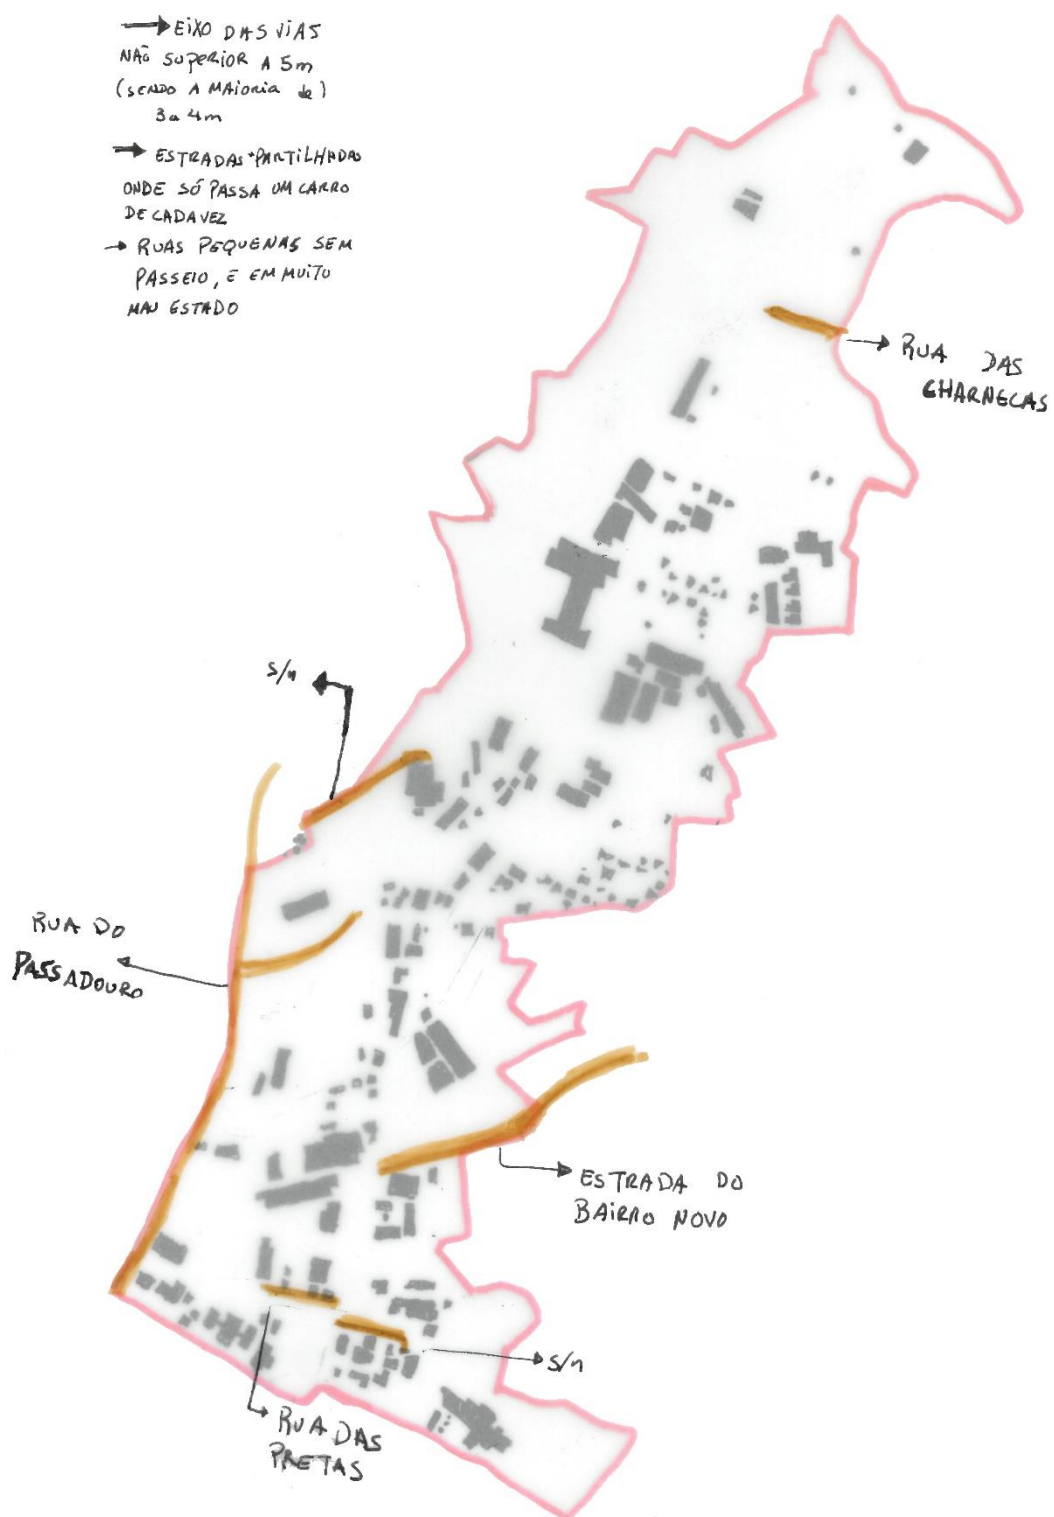 → EIXO DAS VIAS
NÃO SUPERIOR A 5m
(SENDO A MAIORIA de)
3 a 4m
→ ESTRADAS + PARTILHADAS
ONDE SÓ PASSA UM CARRO
DE CADA VEZ
→ RUAS PEQUENAS SEM
PASSEIO, E EM MUITO
MAU ESTADO
RUA DAS
CHARNECAS
s/n
RUA DO
PASSADOURO
ESTRADA DO
BAIRRO NOVO
s/n
RUA DAS
PRETAS